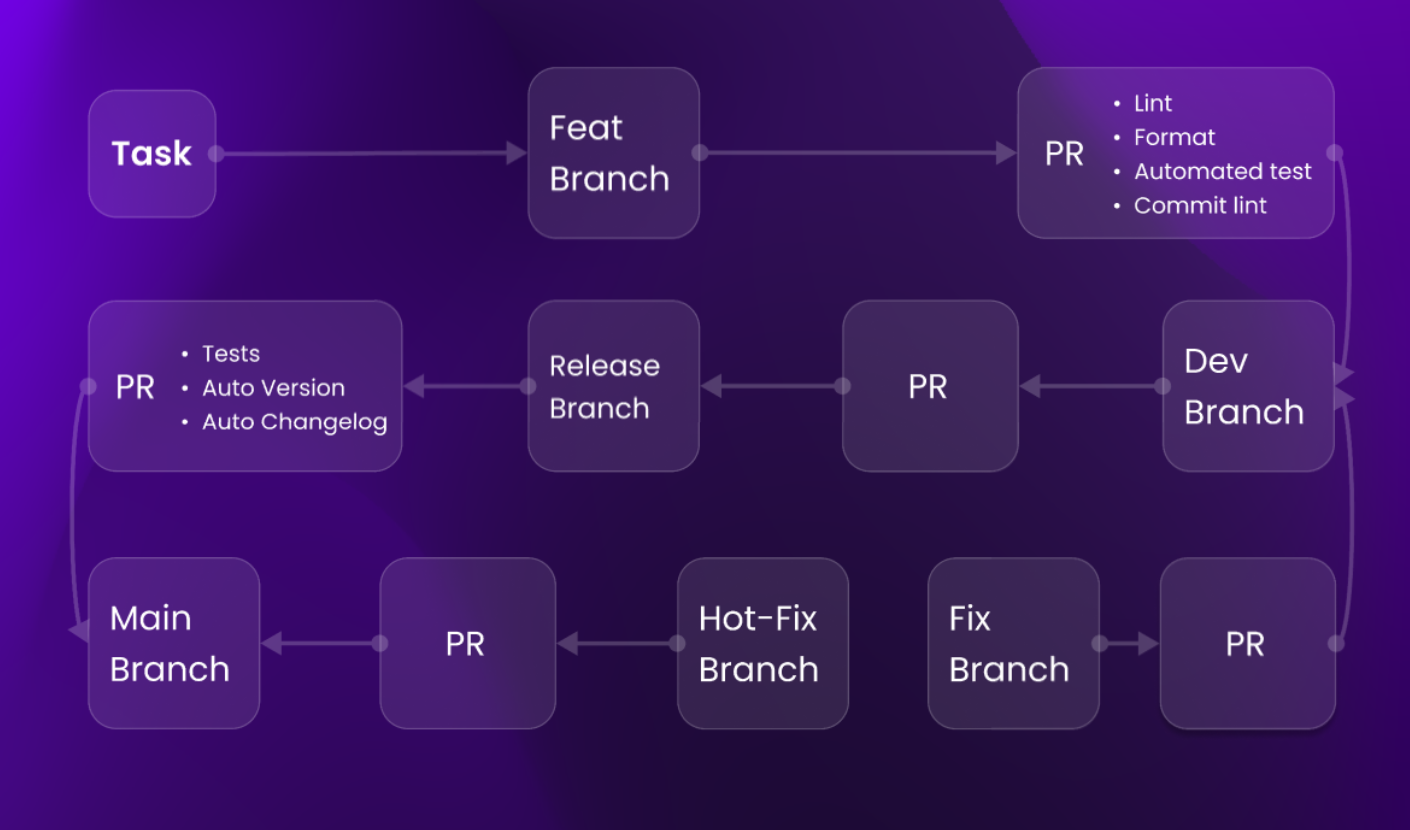 Task
Feat
Branch
PR
• Lint
• Format
• Automated test
• Commit lint
PR
• Tests
• Auto Version
• Auto Changelog
Release
Branch
PR
Dev
Branch
Main
Branch
PR
Hot-Fix
Branch
Fix
Branch
PR